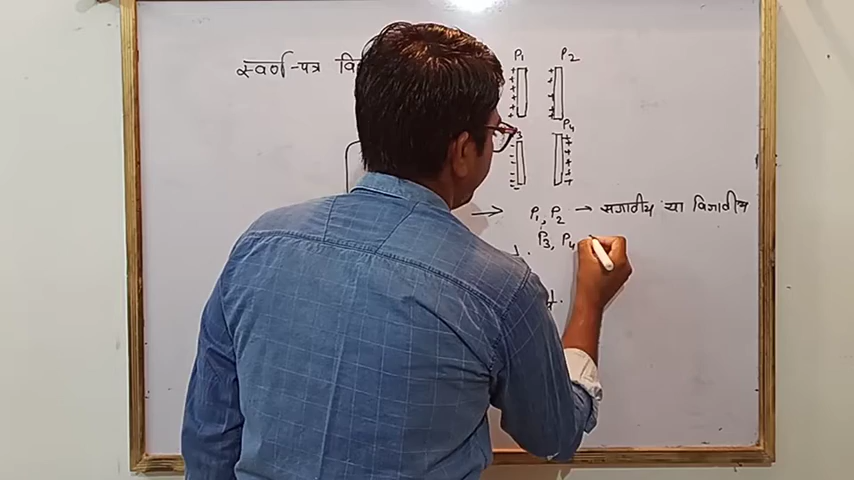 स्वर्ण-पत्र
P₁ P₂
P₄
→ P₁, P₂ → सजातीय या विजातीय
P₃, P₄